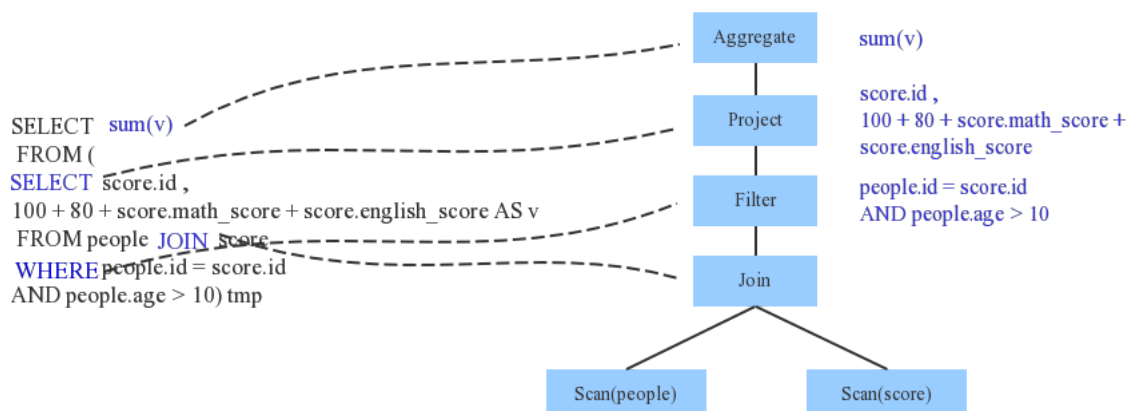 SELECT sum(v)
FROM (
SELECT score.id ,
100 + 80 + score.math_score + score.english_score AS v
FROM people JOIN score
WHERE people.id = score.id
AND people.age > 10) tmp
Aggregate
sum(v)
Project
score.id ,
100 + 80 + score.math_score +
score.english_score
Filter
people.id = score.id
AND people.age > 10
Join
Scan(people)
Scan(score)